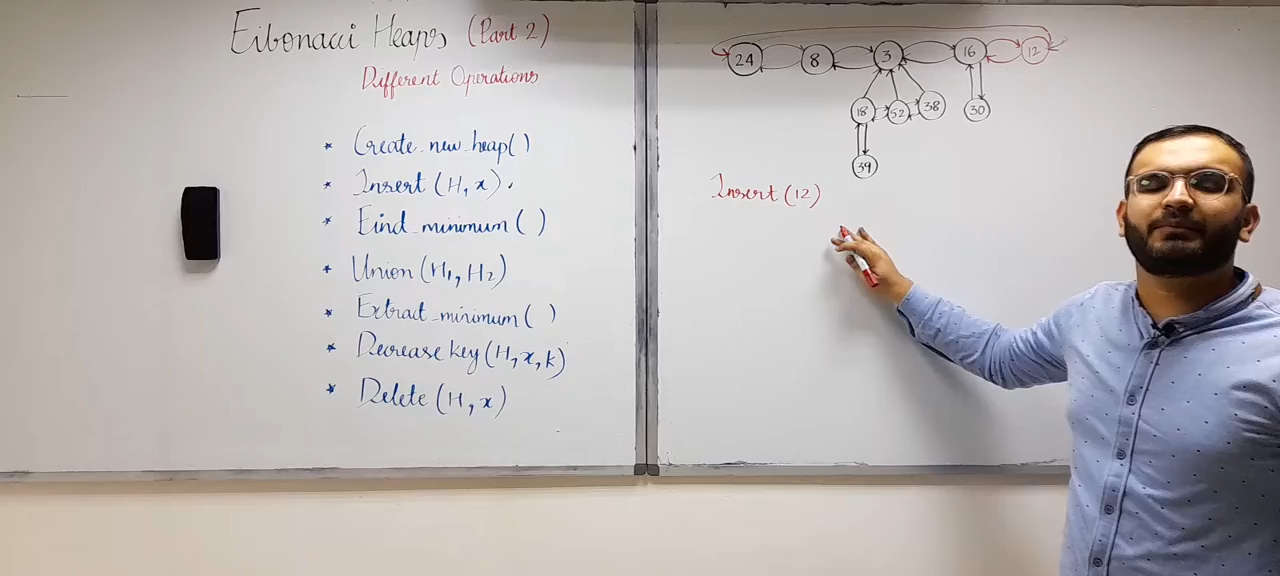 Fibonacci Heaps (Part 2)
Different Operations
* Create_new_heap()
* Insert (H, x).
* Find_minimum ( )
* Union (H1, H2)
* Extract_minimum ( )
* Decrease key (H, x, k)
* Delete (H, x)
24 8 3 16 12
18 52 38 30
39
Insert (12)